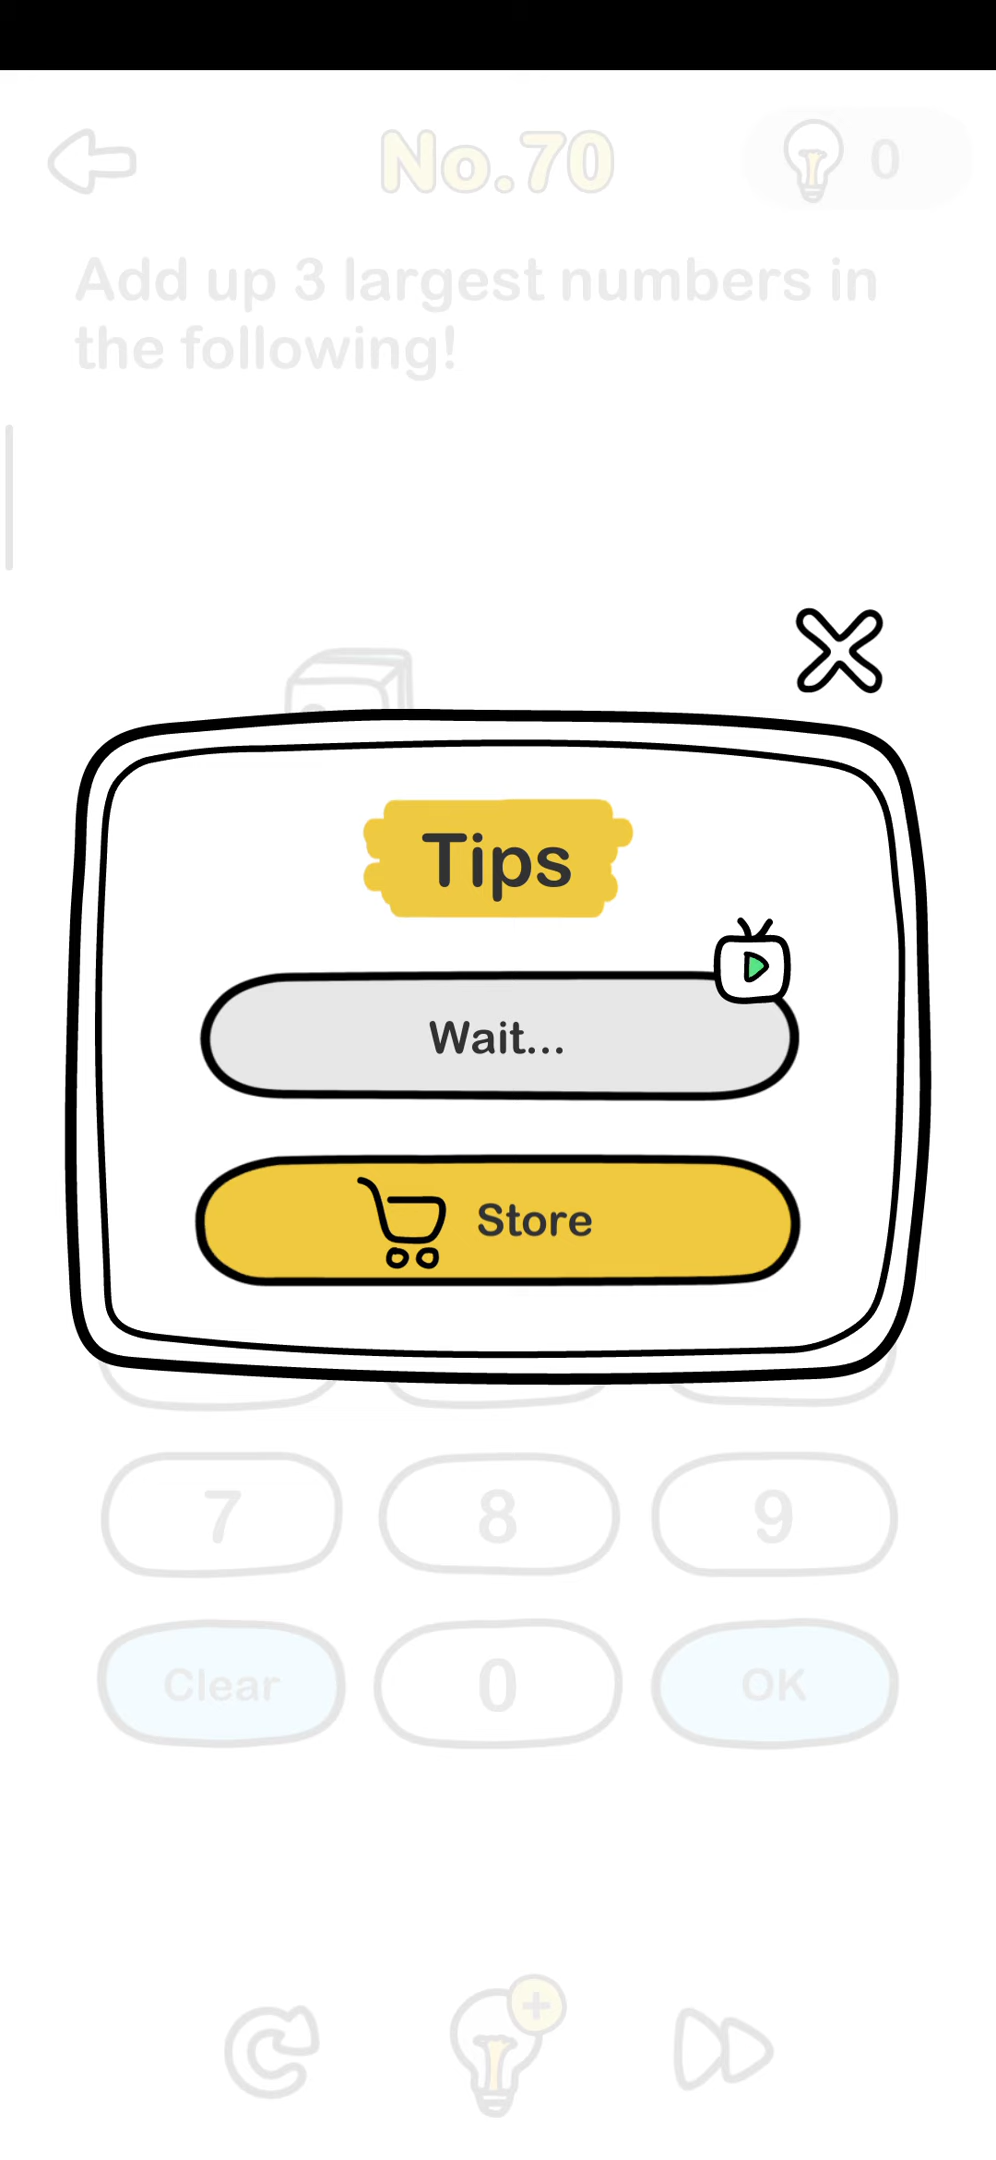 No.70
0
Add up 3 largest numbers in
the following!
Tips
Wait...
Store
7 8 9
Clear 0 OK